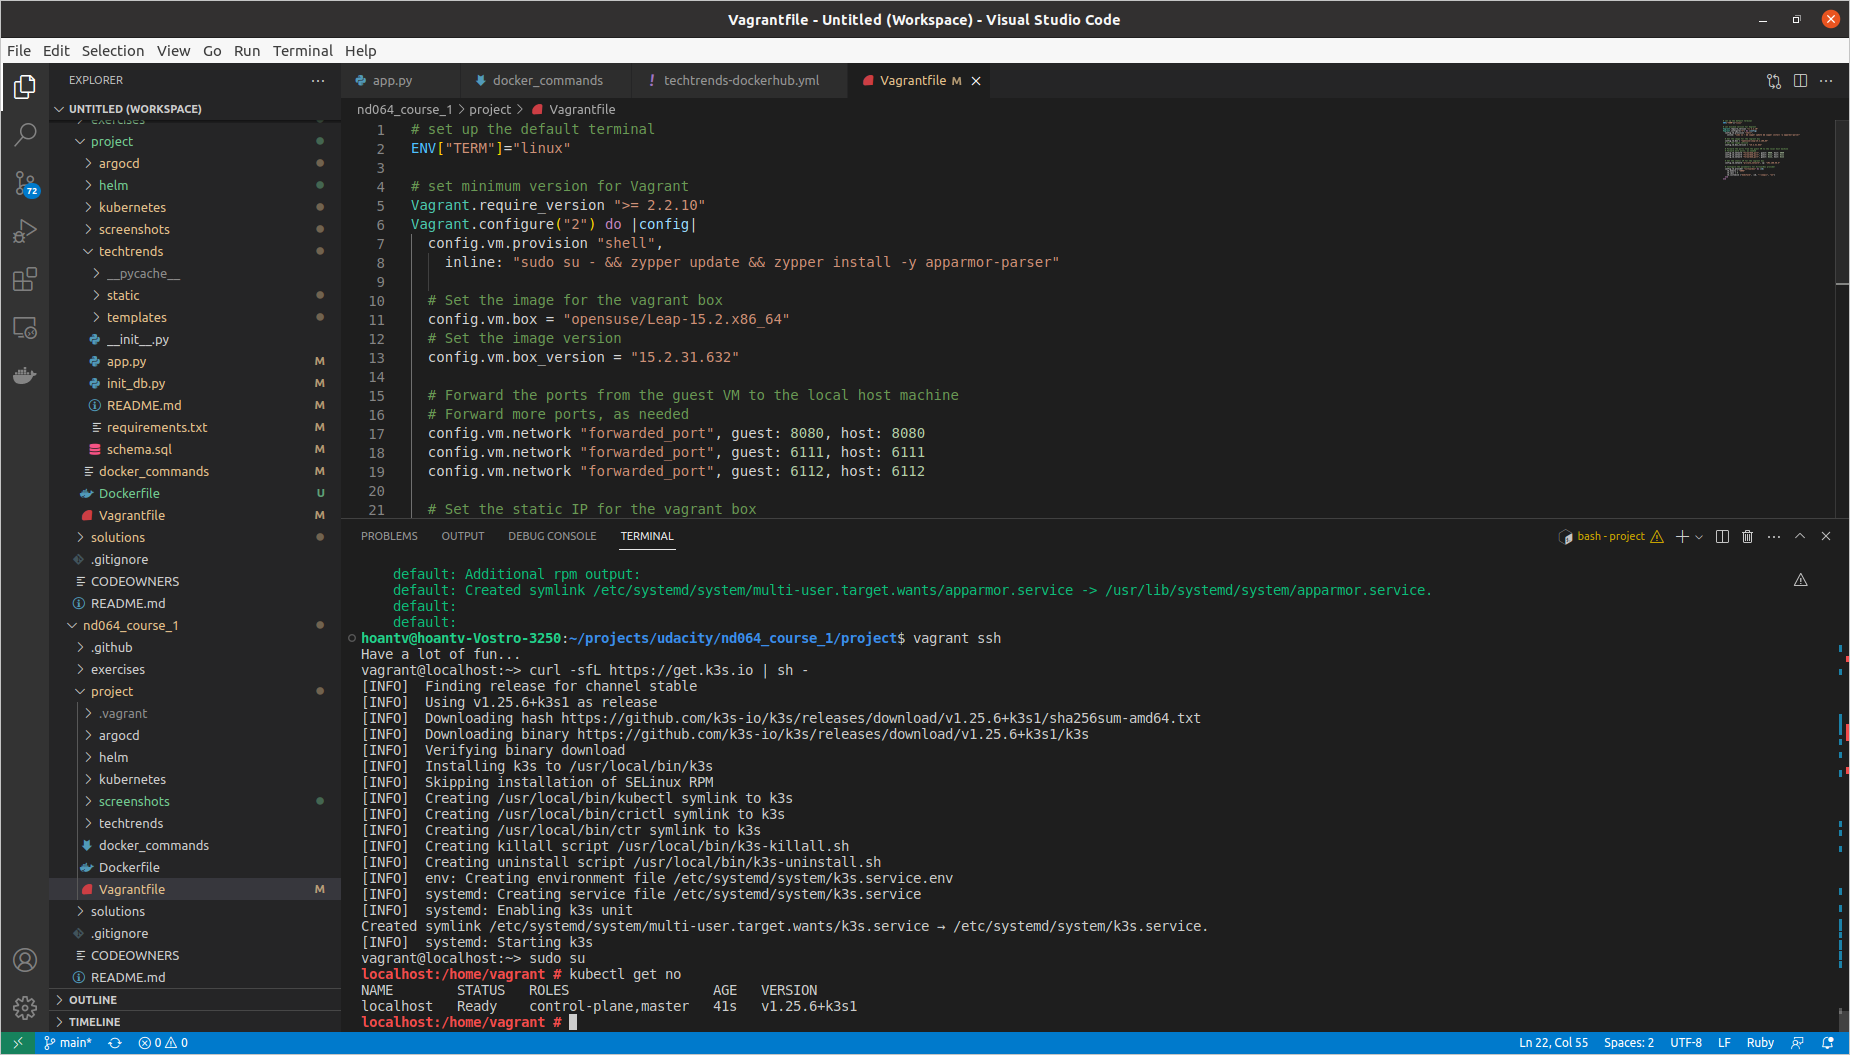 Vagrantfile - Untitled (Workspace) - Visual Studio Code
File Edit Selection View Go Run Terminal Help
EXPLORER
UNTITLED (WORKSPACE)
exercises
project
argocd
helm
kubernetes
screenshots
techtrends
__pycache__
static
templates
__init__.py
app.py M
init_db.py M
README.md M
requirements.txt M
schema.sql M
docker_commands M
Dockerfile U
Vagrantfile M
solutions
.gitignore
CODEOWNERS
README.md
nd064_course_1
.github
exercises
project
.vagrant
argocd
helm
kubernetes
screenshots
techtrends
docker_commands
Dockerfile
Vagrantfile M
solutions
.gitignore
CODEOWNERS
README.md
OUTLINE
TIMELINE
72
app.py docker_commands ! techtrends-dockerhub.yml Vagrantfile M
nd064_course_1 > project > Vagrantfile
1 # set up the default terminal
2 ENV["TERM"]="linux"
3
4 # set minimum version for Vagrant
5 Vagrant.require_version ">= 2.2.10"
6 Vagrant.configure("2") do |config|
7 config.vm.provision "shell",
8 inline: "sudo su - && zypper update && zypper install -y apparmor-parser"
9
10 # Set the image for the vagrant box
11 config.vm.box = "opensuse/Leap-15.2.x86_64"
12 # Set the image version
13 config.vm.box_version = "15.2.31.632"
14
15 # Forward the ports from the guest VM to the local host machine
16 # Forward more ports, as needed
17 config.vm.network "forwarded_port", guest: 8080, host: 8080
18 config.vm.network "forwarded_port", guest: 6111, host: 6111
19 config.vm.network "forwarded_port", guest: 6112, host: 6112
20
21 # Set the static IP for the vagrant box
PROBLEMS OUTPUT DEBUG CONSOLE TERMINAL bash - project
default: Additional rpm output:
default: Created symlink /etc/systemd/system/multi-user.target.wants/apparmor.service -> /usr/lib/systemd/system/apparmor.service.
default:
default:
hoantv@hoantv-Vostro-3250:~/projects/udacity/nd064_course_1/project$ vagrant ssh
Have a lot of fun...
vagrant@localhost:~> curl -sfL https://get.k3s.io | sh -
[INFO] Finding release for channel stable
[INFO] Using v1.25.6+k3s1 as release
[INFO] Downloading hash https://github.com/k3s-io/k3s/releases/download/v1.25.6+k3s1/sha256sum-amd64.txt
[INFO] Downloading binary https://github.com/k3s-io/k3s/releases/download/v1.25.6+k3s1/k3s
[INFO] Verifying binary download
[INFO] Installing k3s to /usr/local/bin/k3s
[INFO] Skipping installation of SELinux RPM
[INFO] Creating /usr/local/bin/kubectl symlink to k3s
[INFO] Creating /usr/local/bin/crictl symlink to k3s
[INFO] Creating /usr/local/bin/ctr symlink to k3s
[INFO] Creating killall script /usr/local/bin/k3s-killall.sh
[INFO] Creating uninstall script /usr/local/bin/k3s-uninstall.sh
[INFO] env: Creating environment file /etc/systemd/system/k3s.service.env
[INFO] systemd: Creating service file /etc/systemd/system/k3s.service
[INFO] systemd: Enabling k3s unit
Created symlink /etc/systemd/system/multi-user.target.wants/k3s.service → /etc/systemd/system/k3s.service.
[INFO] systemd: Starting k3s
vagrant@localhost:~> sudo su
localhost:/home/vagrant # kubectl get no
NAME STATUS ROLES AGE VERSION
localhost Ready control-plane,master 41s v1.25.6+k3s1
localhost:/home/vagrant #
main* 0 0 Ln 22, Col 55 Spaces: 2 UTF-8 LF Ruby